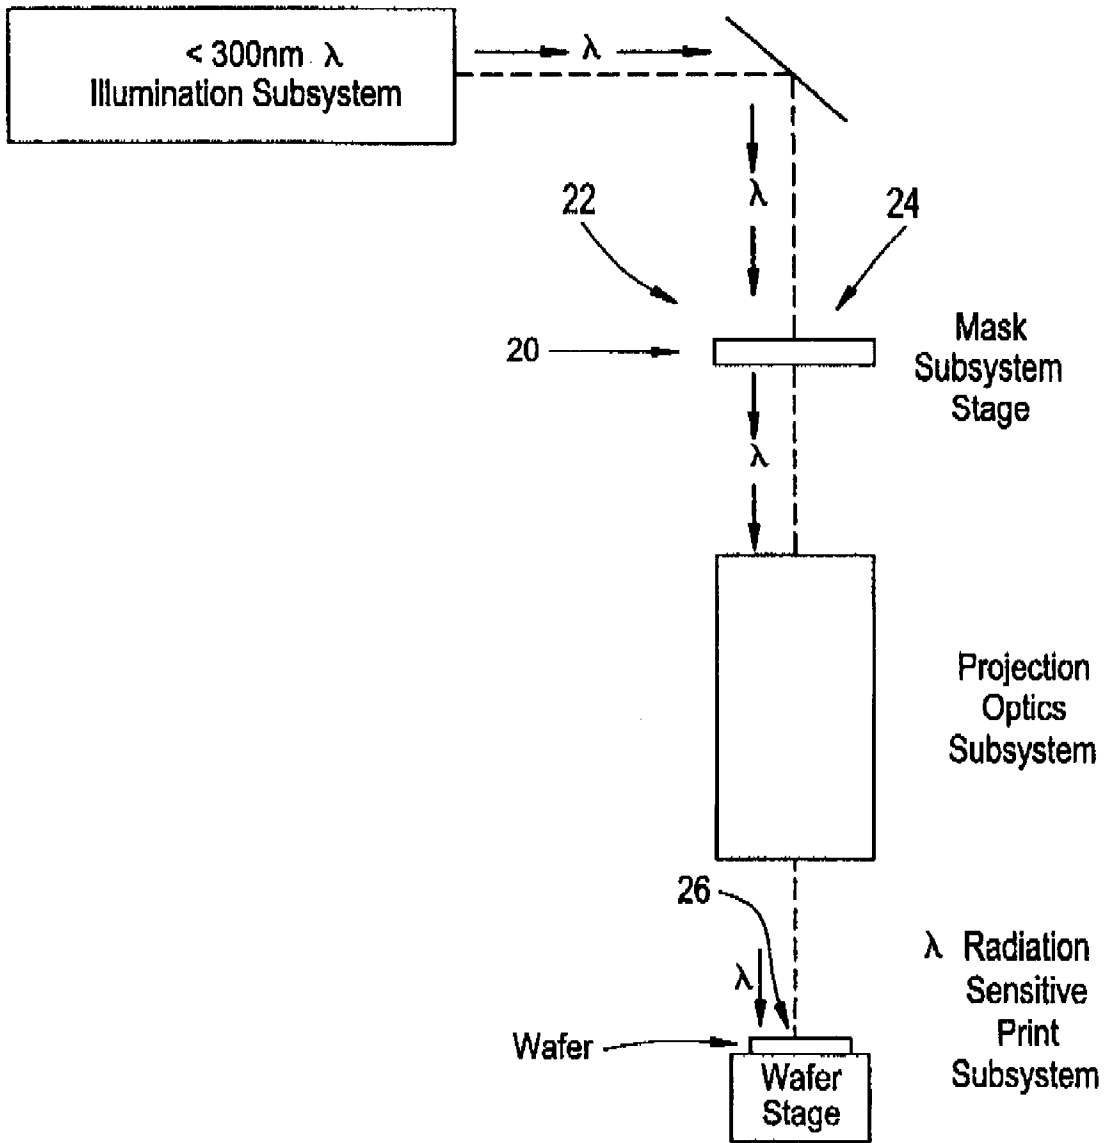 < 300nm λ
Illumination Subsystem
λ
λ
22
24
20
Mask
Subsystem
Stage
λ
Projection
Optics
Subsystem
26
λ
λ Radiation
Sensitive
Print
Subsystem
Wafer
Wafer
Stage